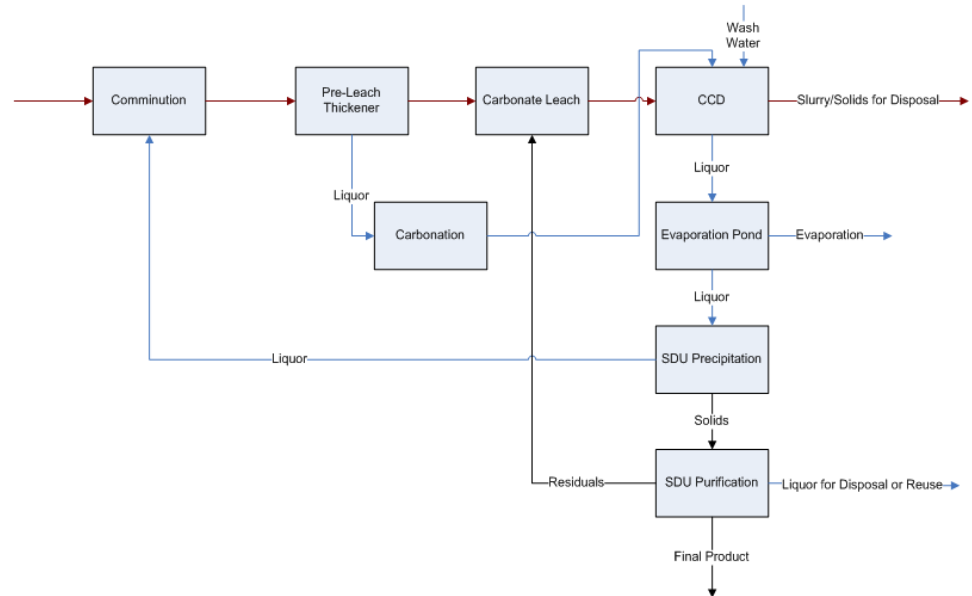 Wash
Water
Comminution
Pre-Leach
Thickener
Carbonate Leach
CCD
Slurry/Solids for Disposal
Liquor
Liquor
Carbonation
Evaporation Pond
Evaporation
Liquor
Liquor
SDU Precipitation
Solids
Residuals
SDU Purification
Liquor for Disposal or Reuse
Final Product